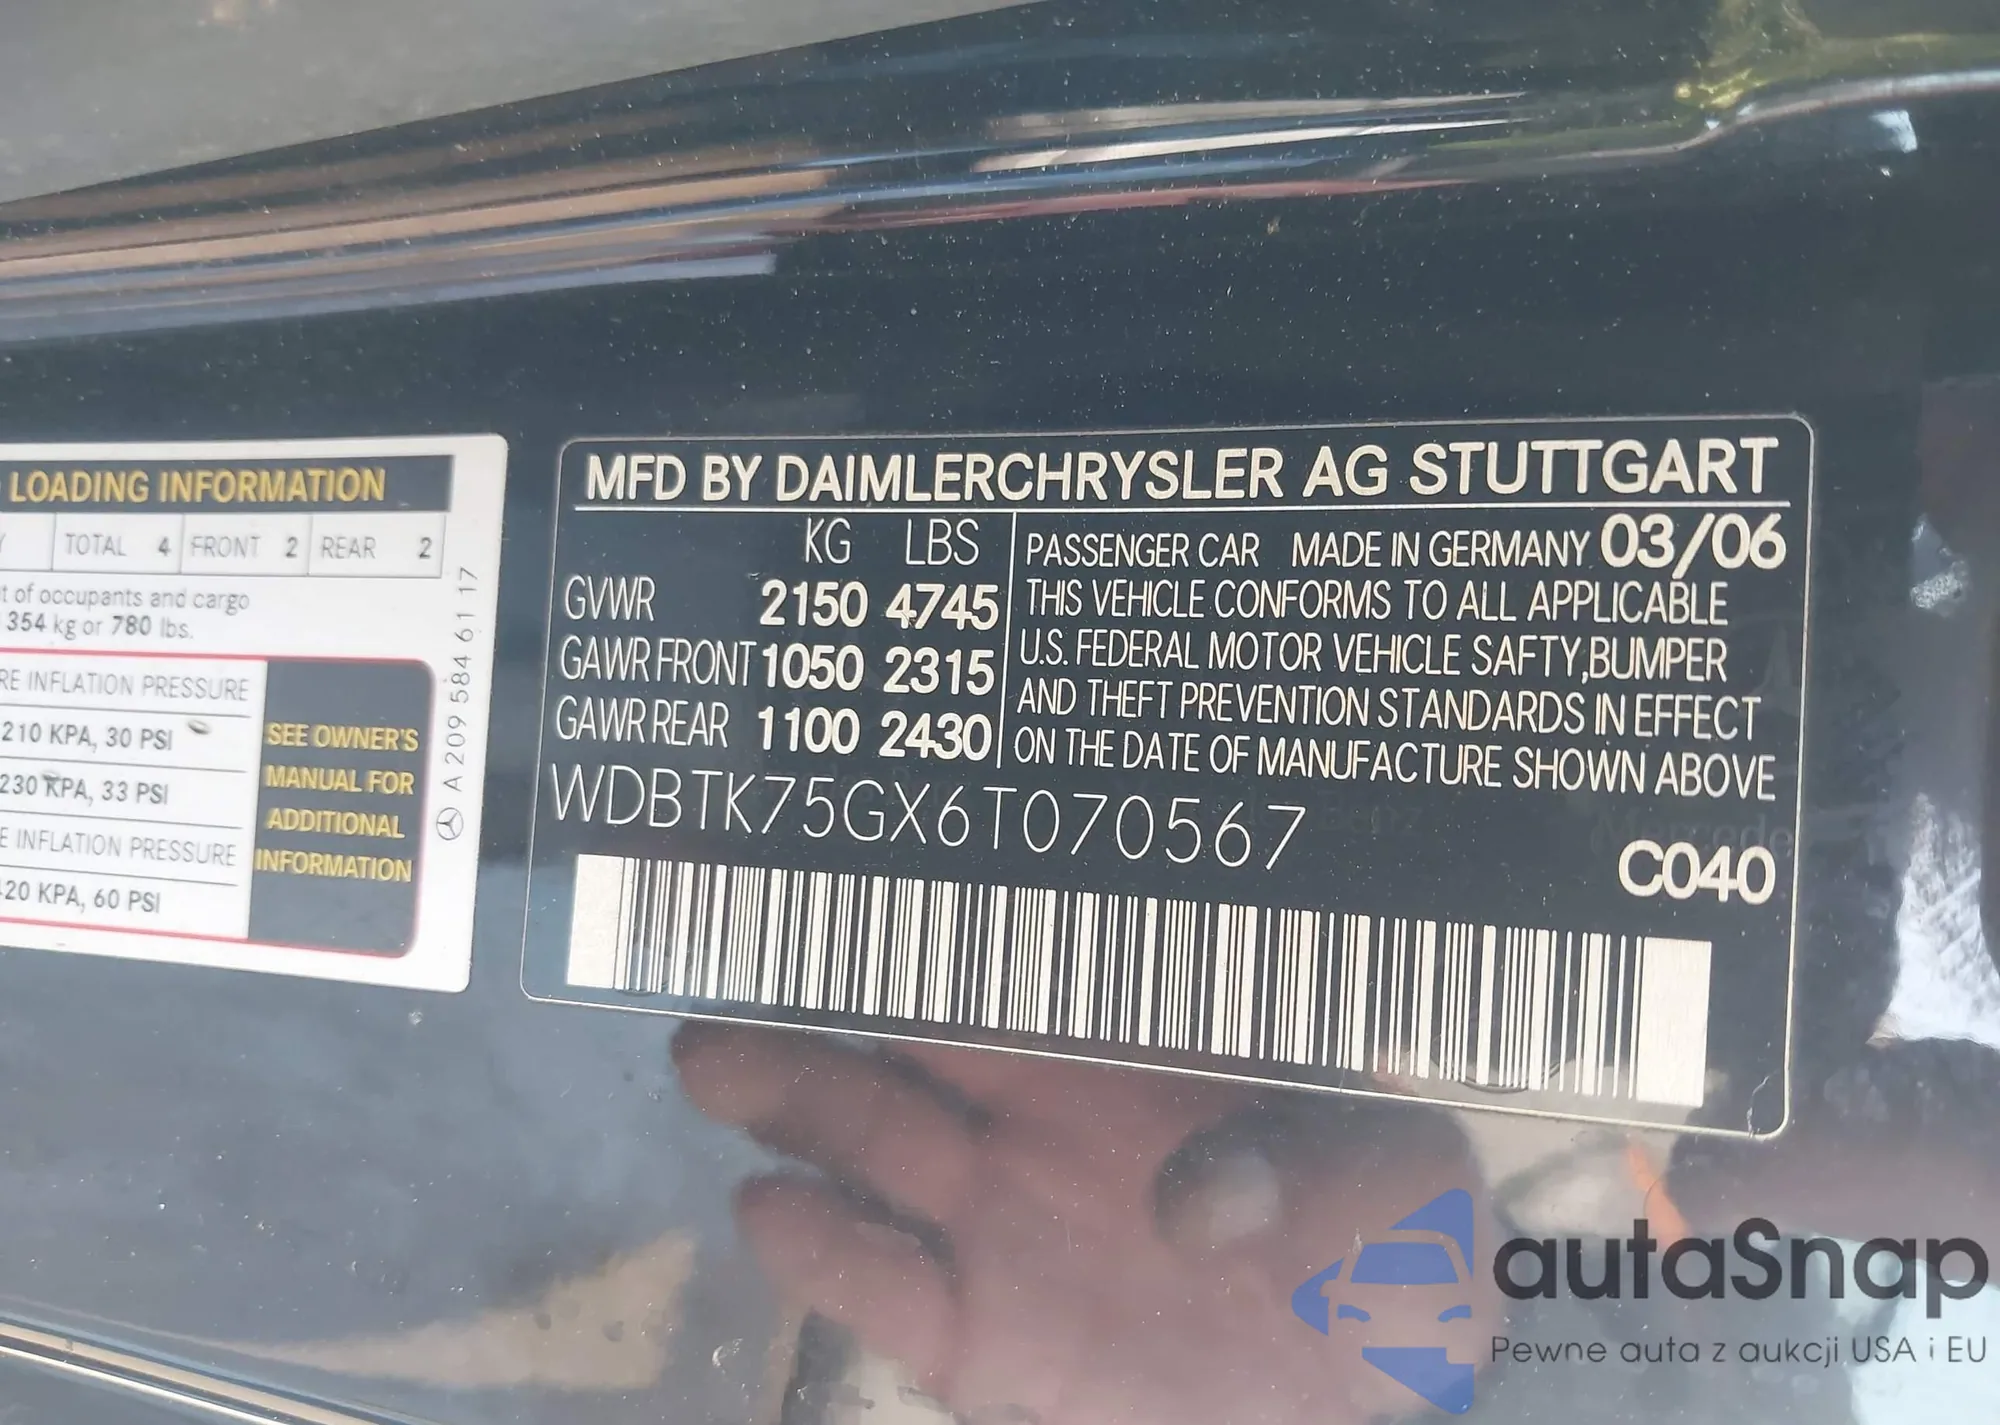 LOADING INFORMATION
TOTAL 4 FRONT 2 REAR 2
of occupants and cargo
354 kg or 780 lbs.
INFLATION PRESSURE
210 KPA, 30 PSI
230 KPA, 33 PSI
INFLATION PRESSURE
20 KPA, 60 PSI
SEE OWNER'S
MANUAL FOR
ADDITIONAL
INFORMATION
A 209 584 61 17
MFD BY DAIMLERCHRYSLER AG STUTTGART
KG LBS
GVWR 2150 4745
GAWR FRONT 1050 2315
GAWR REAR 1100 2430
PASSENGER CAR MADE IN GERMANY 03/06
THIS VEHICLE CONFORMS TO ALL APPLICABLE
U.S. FEDERAL MOTOR VEHICLE SAFTY,BUMPER
AND THEFT PREVENTION STANDARDS IN EFFECT
ON THE DATE OF MANUFACTURE SHOWN ABOVE
WDBTK75GX6T070567
C040
autaSnap
Pewne auta z aukcji USA i EU